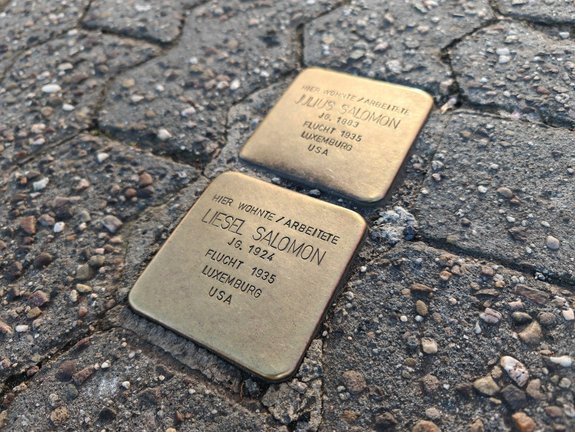 HIER WOHNTE/ARBEITETE
JULIUS SALOMON
JG. 1883
FLUCHT 1935
LUXEMBURG
USA
HIER WOHNTE/ARBEITETE
LIESEL SALOMON
JG. 1924
FLUCHT 1935
LUXEMBURG
USA